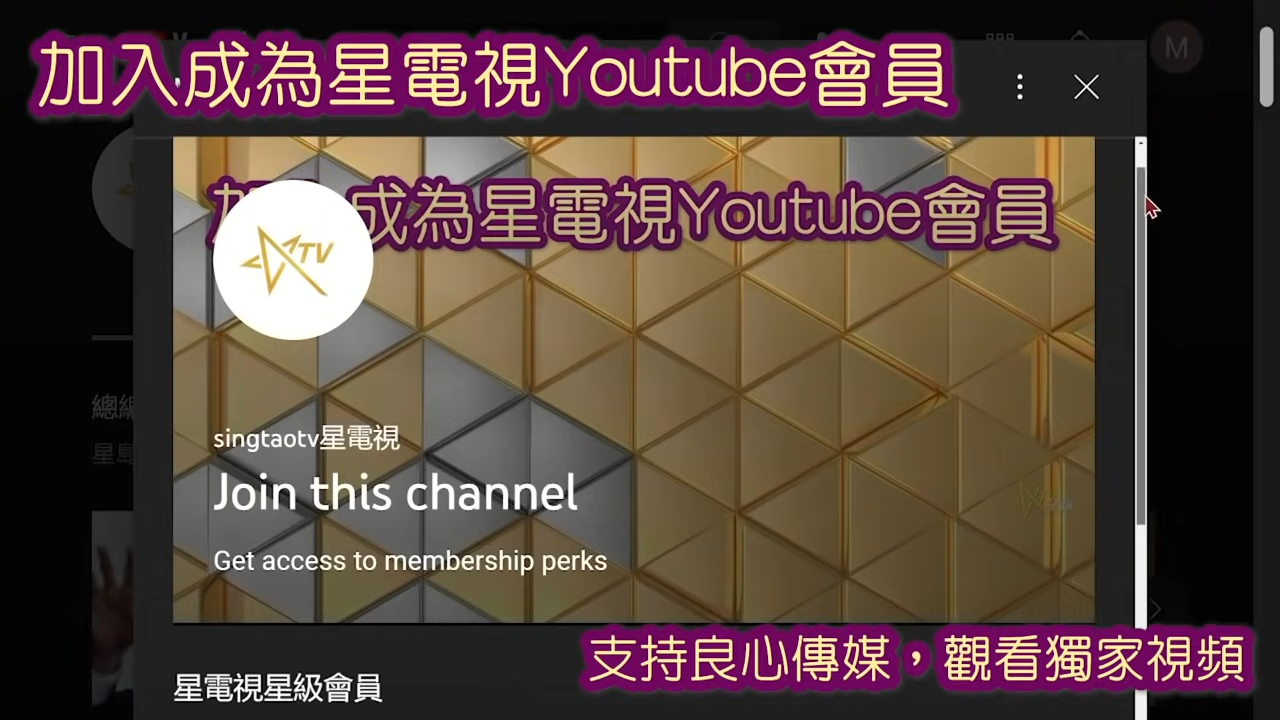 加入成為星電視Youtube會員
M
加入成為星電視Youtube會員
TV
singtaotv星電視
Join this channel
Get access to membership perks
支持良心傳媒，觀看獨家視頻
星電視星級會員